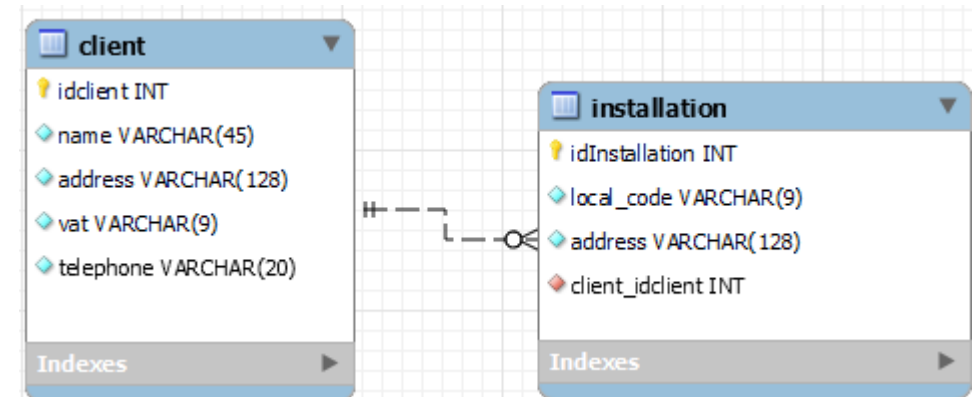 client
idclient INT
name VARCHAR(45)
address VARCHAR(128)
vat VARCHAR(9)
telephone VARCHAR(20)
Indexes
installation
idInstallation INT
local_code VARCHAR(9)
address VARCHAR(128)
client_idclient INT
Indexes